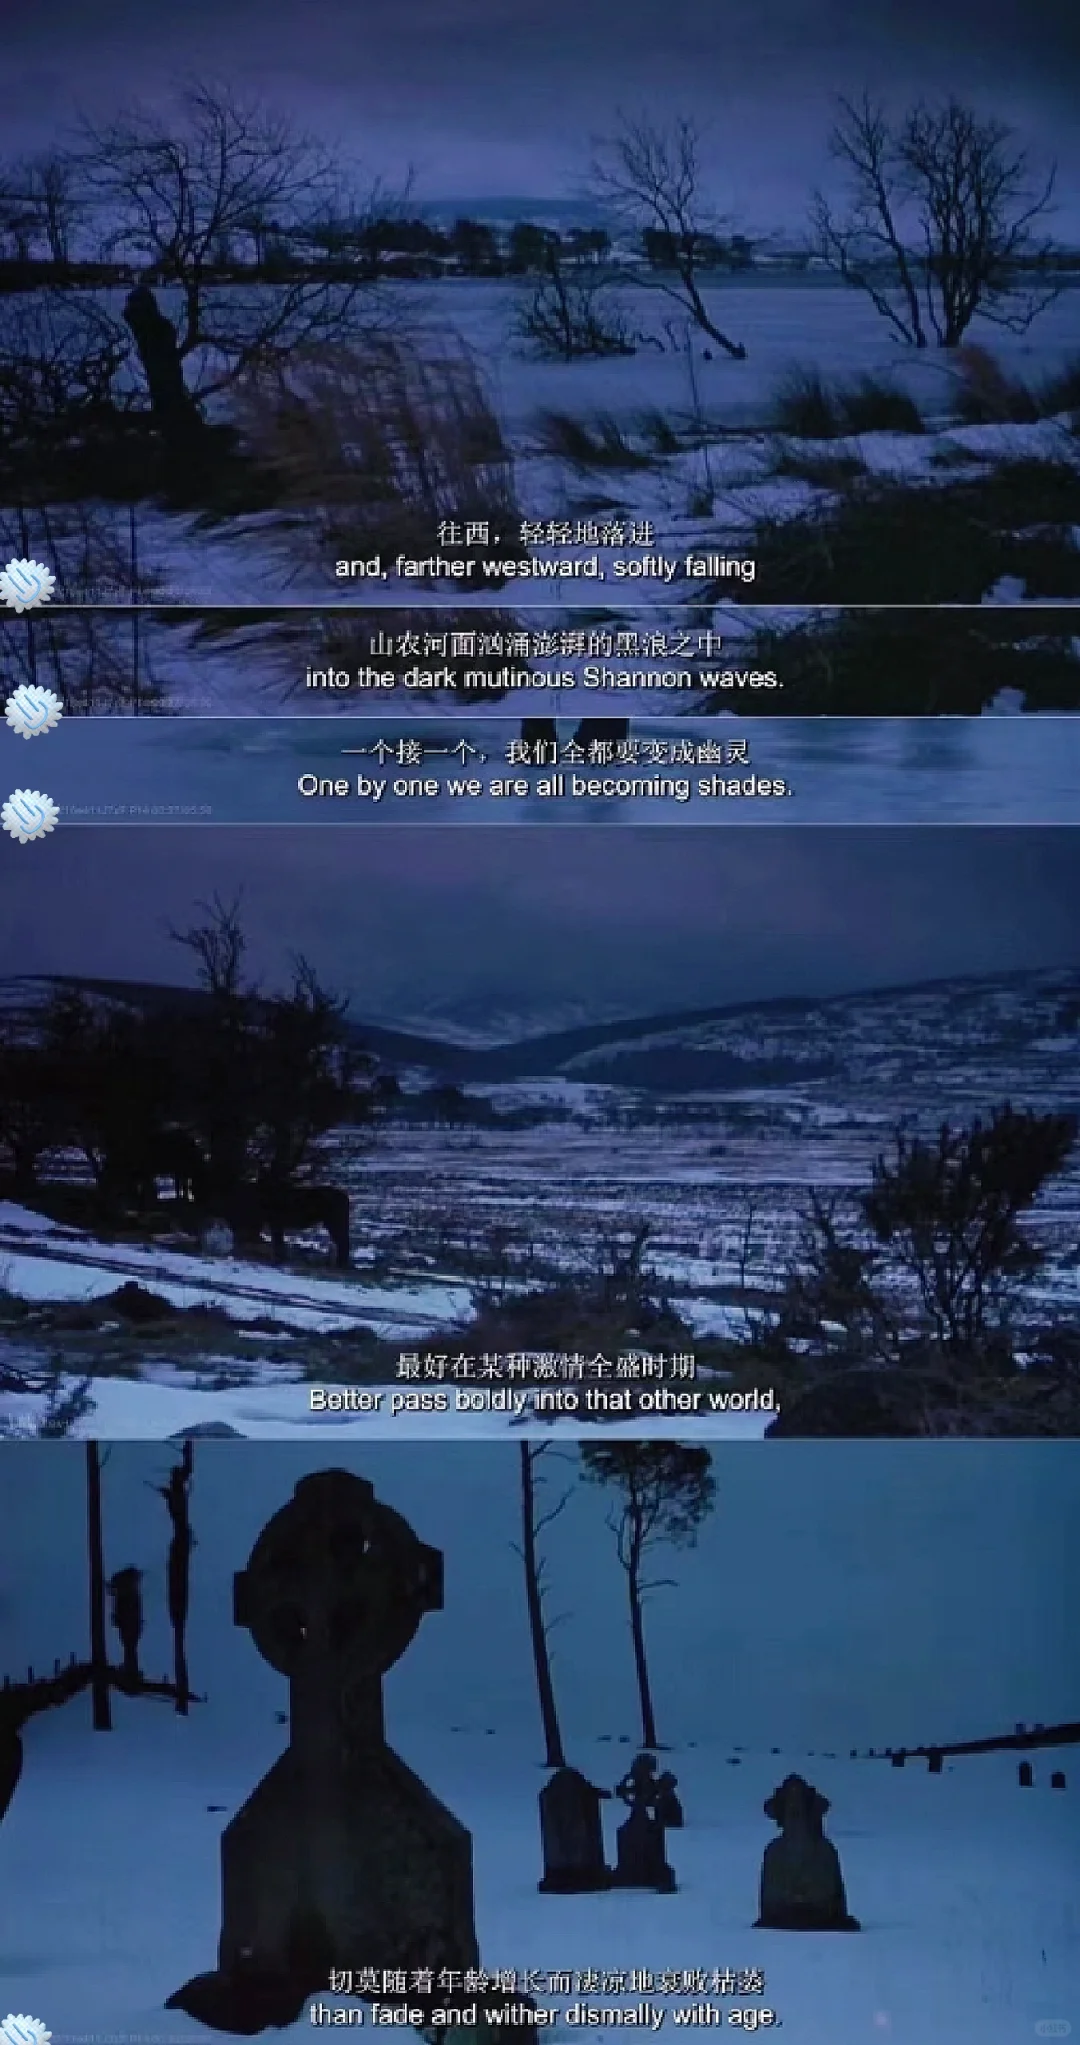 往西，轻轻地落进
and, farther westward, softly falling
山农河面汹涌澎湃的黑浪之中
into the dark mutinous Shannon waves.
一个接一个，我们全都要变成幽灵
One by one we are all becoming shades.
最好在某种激情全盛时期
Better pass boldly into that other world,
切莫随着年龄增长而凄凉地衰败枯萎
than fade and wither dismally with age.
小红书